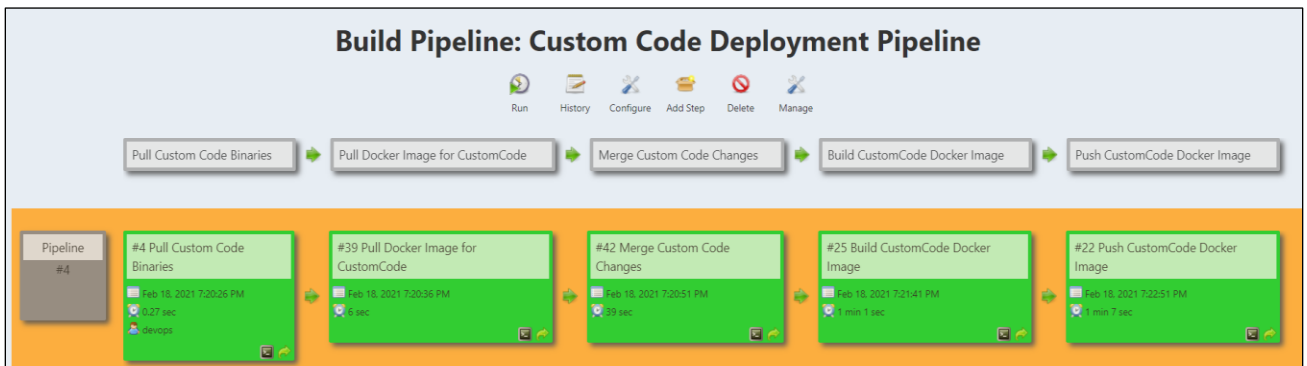 Build Pipeline: Custom Code Deployment Pipeline
Run History Configure Add Step Delete Manage
Pull Custom Code Binaries
Pull Docker Image for CustomCode
Merge Custom Code Changes
Build CustomCode Docker Image
Push CustomCode Docker Image
Pipeline
#4
#4 Pull Custom Code
Binaries
Feb 18, 2021 7:20:26 PM
0.27 sec
devops
#39 Pull Docker Image for
CustomCode
Feb 18, 2021 7:20:36 PM
6 sec
#42 Merge Custom Code
Changes
Feb 18, 2021 7:20:51 PM
39 sec
#25 Build CustomCode Docker
Image
Feb 18, 2021 7:21:41 PM
1 min 1 sec
#22 Push CustomCode Docker
Image
Feb 18, 2021 7:22:51 PM
1 min 7 sec